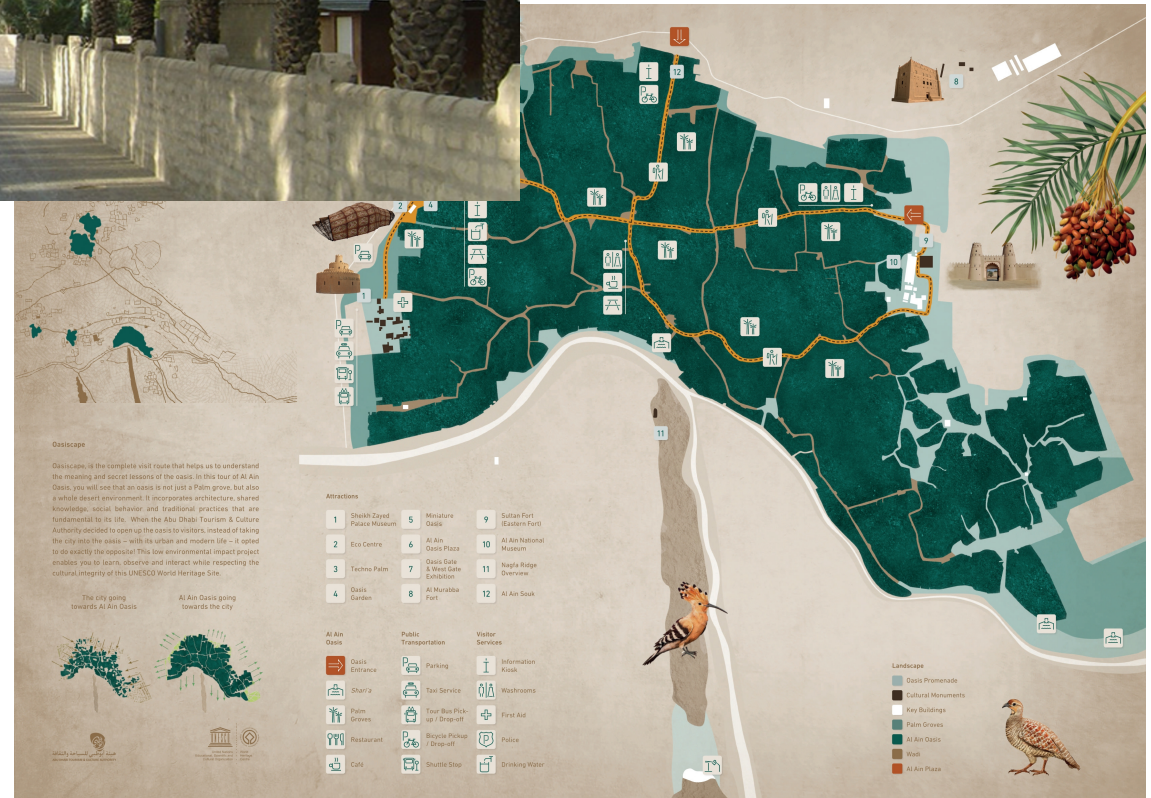 12
8
2
4
9
10
1
11
Oasiscape
Oasiscape, is the complete visit route that helps us to understand
the meaning and secret lessons of the oasis. In this tour of Al Ain
Oasis, you will see that an oasis is not just a Palm grove, but also
a whole desert environment. It incorporates architecture, shared
knowledge, social behavior and traditional practices that are
fundamental to its life. When the Abu Dhabi Tourism & Culture
Authority decided to open up the oasis to visitors, instead of taking
the city into the oasis – with its urban and modern life – it opted
to do exactly the opposite! This low environmental impact project
enables you to learn, observe and interact while respecting the
cultural integrity of this UNESCO World Heritage Site.
The city going
towards Al Ain Oasis
Al Ain Oasis going
towards the city
Attractions
1 Sheikh Zayed
Palace Museum
2 Eco Centre
3 Techno Palm
4 Oasis
Garden
5 Miniature
Oasis
6 Al Ain
Oasis Plaza
7 Oasis Gate
& West Gate
Exhibition
8 Al Murabba
Fort
9 Sultan Fort
(Eastern Fort)
10 Al Ain National
Museum
11 Naqfa Ridge
Overview
12 Al Ain Souk
Al Ain
Oasis
Oasis
Entrance
Shari'a
Palm
Groves
Restaurant
Café
Public
Transportation
P Parking
Taxi Service
Tour Bus Pick-
up / Drop-off
P Bicycle Pickup
/ Drop-off
Shuttle Stop
Visitor
Services
Information
Kiosk
Washrooms
First Aid
P Police
Drinking Water
Landscape
Oasis Promenade
Cultural Monuments
Key Buildings
Palm Groves
Al Ain Oasis
Wadi
Al Ain Plaza